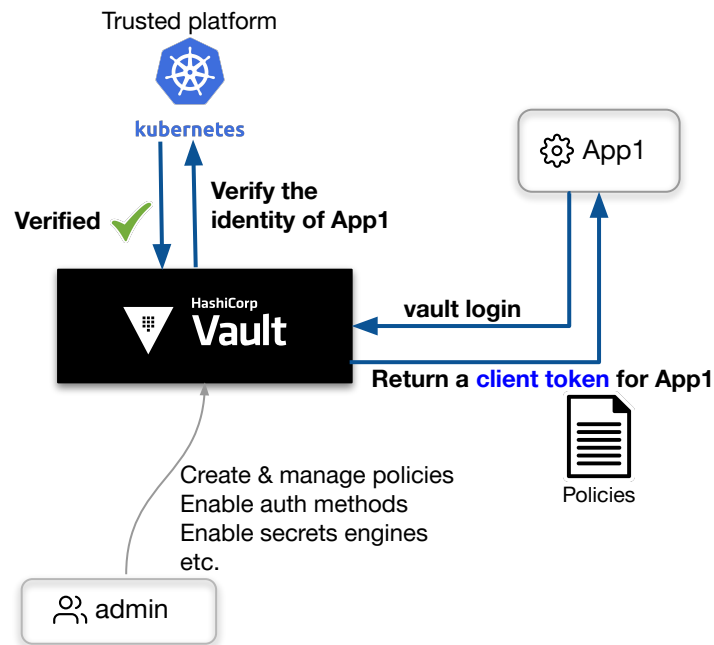 Trusted platform
kubernetes
App1
Verify the
identity of App1
Verified
HashiCorp
Vault
vault login
Return a client token for App1
Policies
Create & manage policies
Enable auth methods
Enable secrets engines
etc.
admin